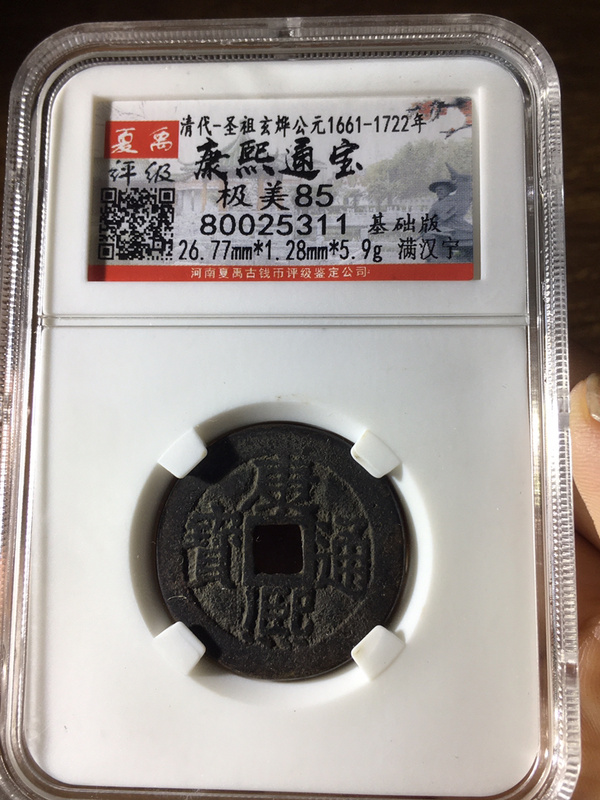 夏禹
评级
清代-圣祖玄烨公元1661-1722年
康熙通宝
极美85
80025311 基础版
26.77mm*1.28mm*5.9g 满汉宁
河南夏禹古钱币评级鉴定公司
康熙通寶